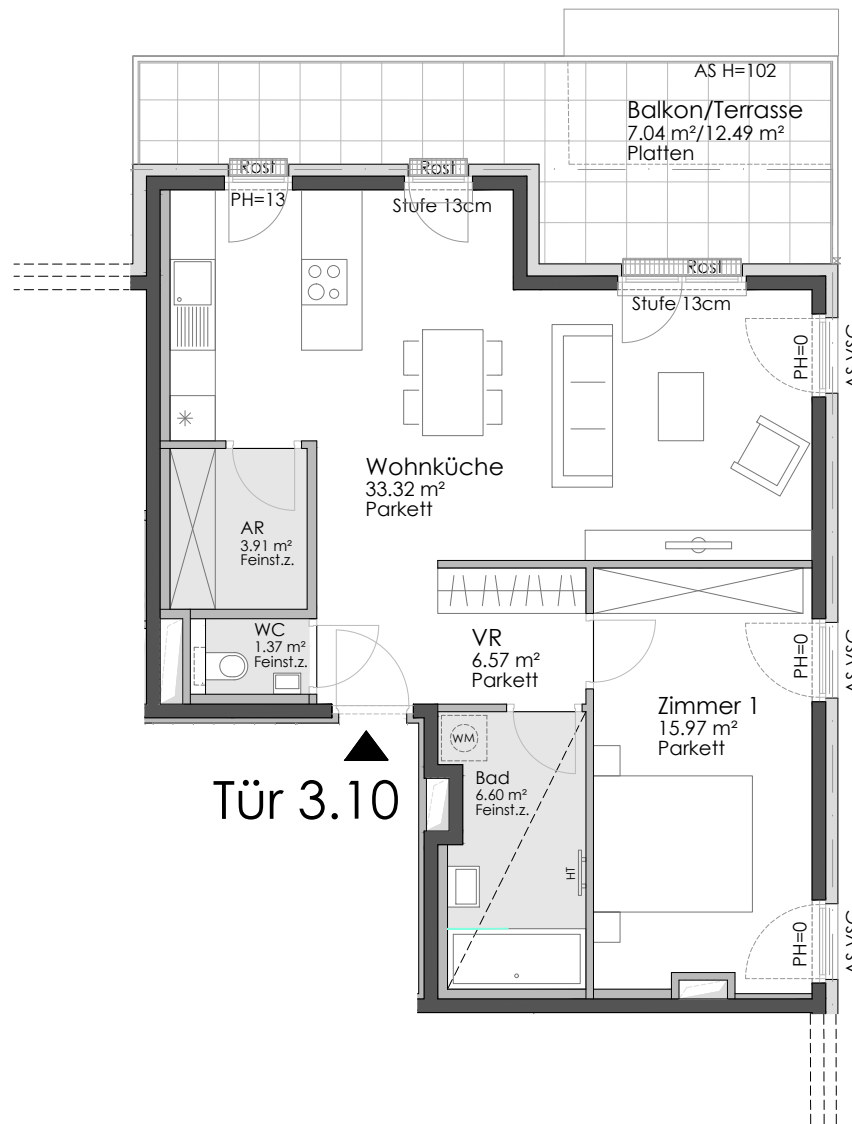 AS H=102
Balkon/Terrasse
7.04 m²/12.49 m²
Platten
Rost
Rost
PH=13
Stufe 13cm
Rost
Stufe 13cm
PH=0
Wohnküche
33.32 m²
Parkett
AR
3.91 m²
Feinst.z.
WC
1.37 m²
Feinst.z.
VR
6.57 m²
Parkett
PH=0
Zimmer 1
15.97 m²
Parkett
WM
Bad
6.60 m²
Feinst.z.
Tür 3.10
HT
PH=0